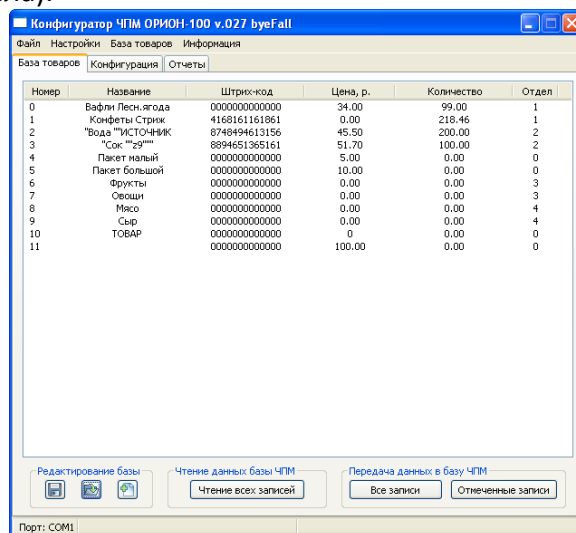 Конфигуратор ЧПМ ОРИОН-100 v.027 byeFall
Файл Настройки База товаров Информация
База товаров Конфигурация Отчеты
Номер Название Штрих-код Цена, р. Количество Отдел
0 Вафли Лесн.ягода 0000000000000 34.00 99.00 1
1 Конфеты Стриж 4168161161861 0.00 218.46 1
2 "Вода ""ИСТОЧНИК 8748494613156 45.50 200.00 2
3 "Сок ""z9""" 8894651365161 51.70 100.00 2
4 Пакет малый 0000000000000 5.00 0.00 0
5 Пакет большой 0000000000000 10.00 0.00 0
6 Фрукты 0000000000000 0.00 0.00 3
7 Овощи 0000000000000 0.00 0.00 3
8 Мясо 0000000000000 0.00 0.00 4
9 Сыр 0000000000000 0.00 0.00 4
10 ТОВАР 0000000000000 0 0.00 0
11 0000000000000 100.00 0.00 0
Редактирование базы Чтение данных базы ЧПМ Передача данных в базу ЧПМ
Чтение всех записей Все записи Отмеченные записи
Порт: COM1